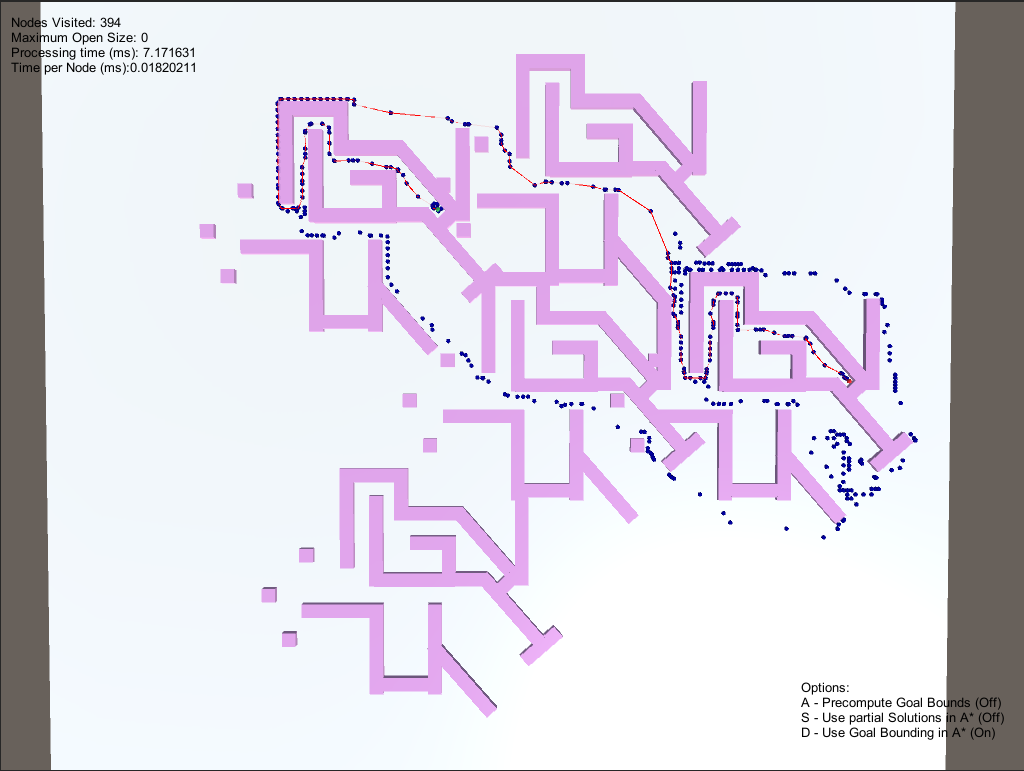 Nodes Visited: 394
Maximum Open Size: 0
Processing time (ms): 7.171631
Time per Node (ms):0.01820211
Options:
A - Precompute Goal Bounds (Off)
S - Use partial Solutions in A* (Off)
D - Use Goal Bounding in A* (On)